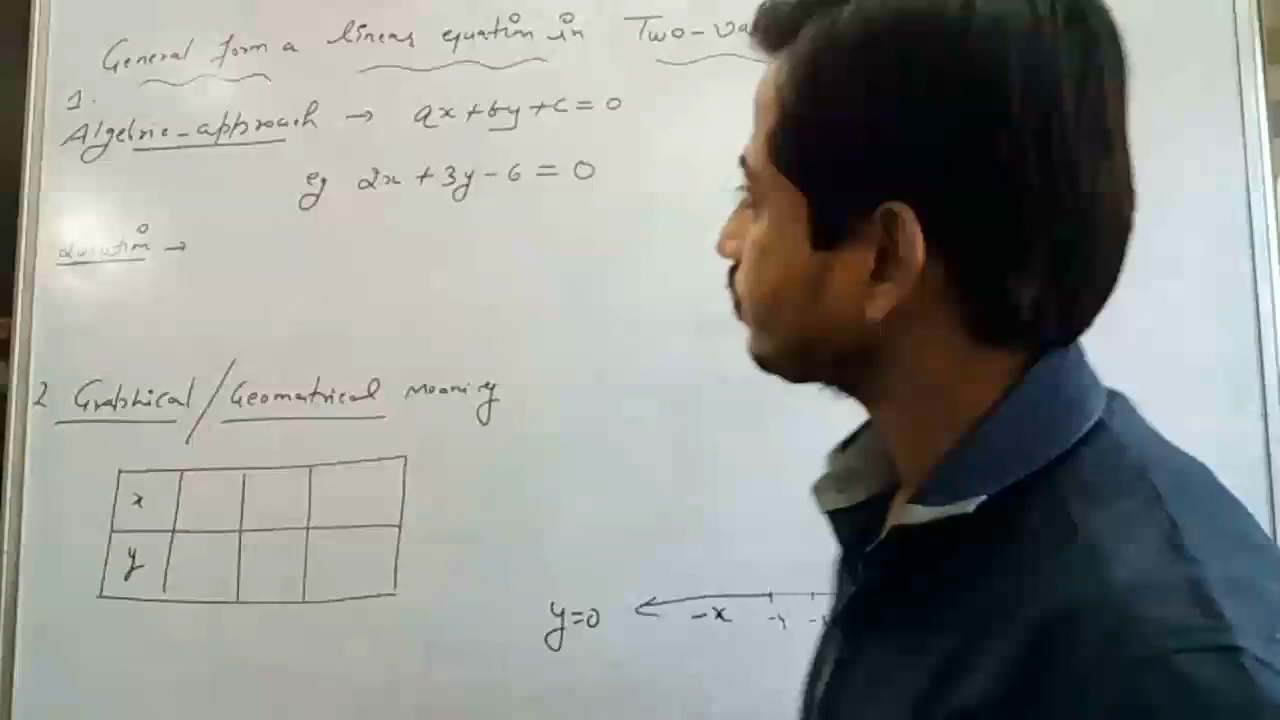 General form a linear equation in Two-va
1.
Algebric-approach → ax+by+c=0
eg 2x+3y-6=0
2 Graphical/Geomatrical meaning
x
y
y=0 -x